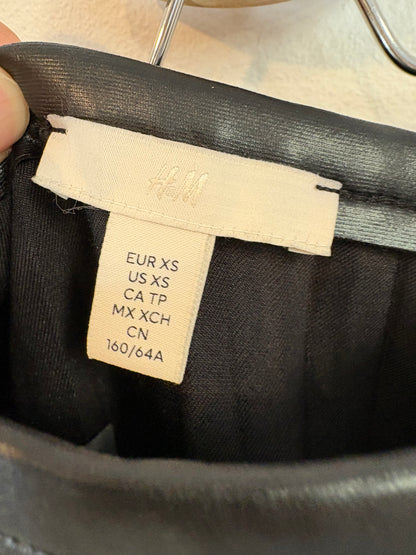 H&M
EUR XS
US XS
CA TP
MX XCH
CN
160/64A